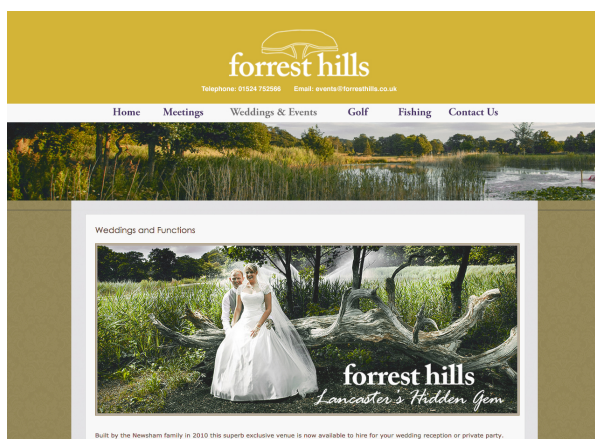 forrest hills
Telephone: 01524 752566 Email: events@forresthills.co.uk
Home Meetings Weddings & Events Golf Fishing Contact Us
Weddings and Functions
forrest hills
Lancaster's Hidden Gem
Built by the Newsham family in 2010 this superb exclusive venue is now available to hire for your wedding reception or private party.